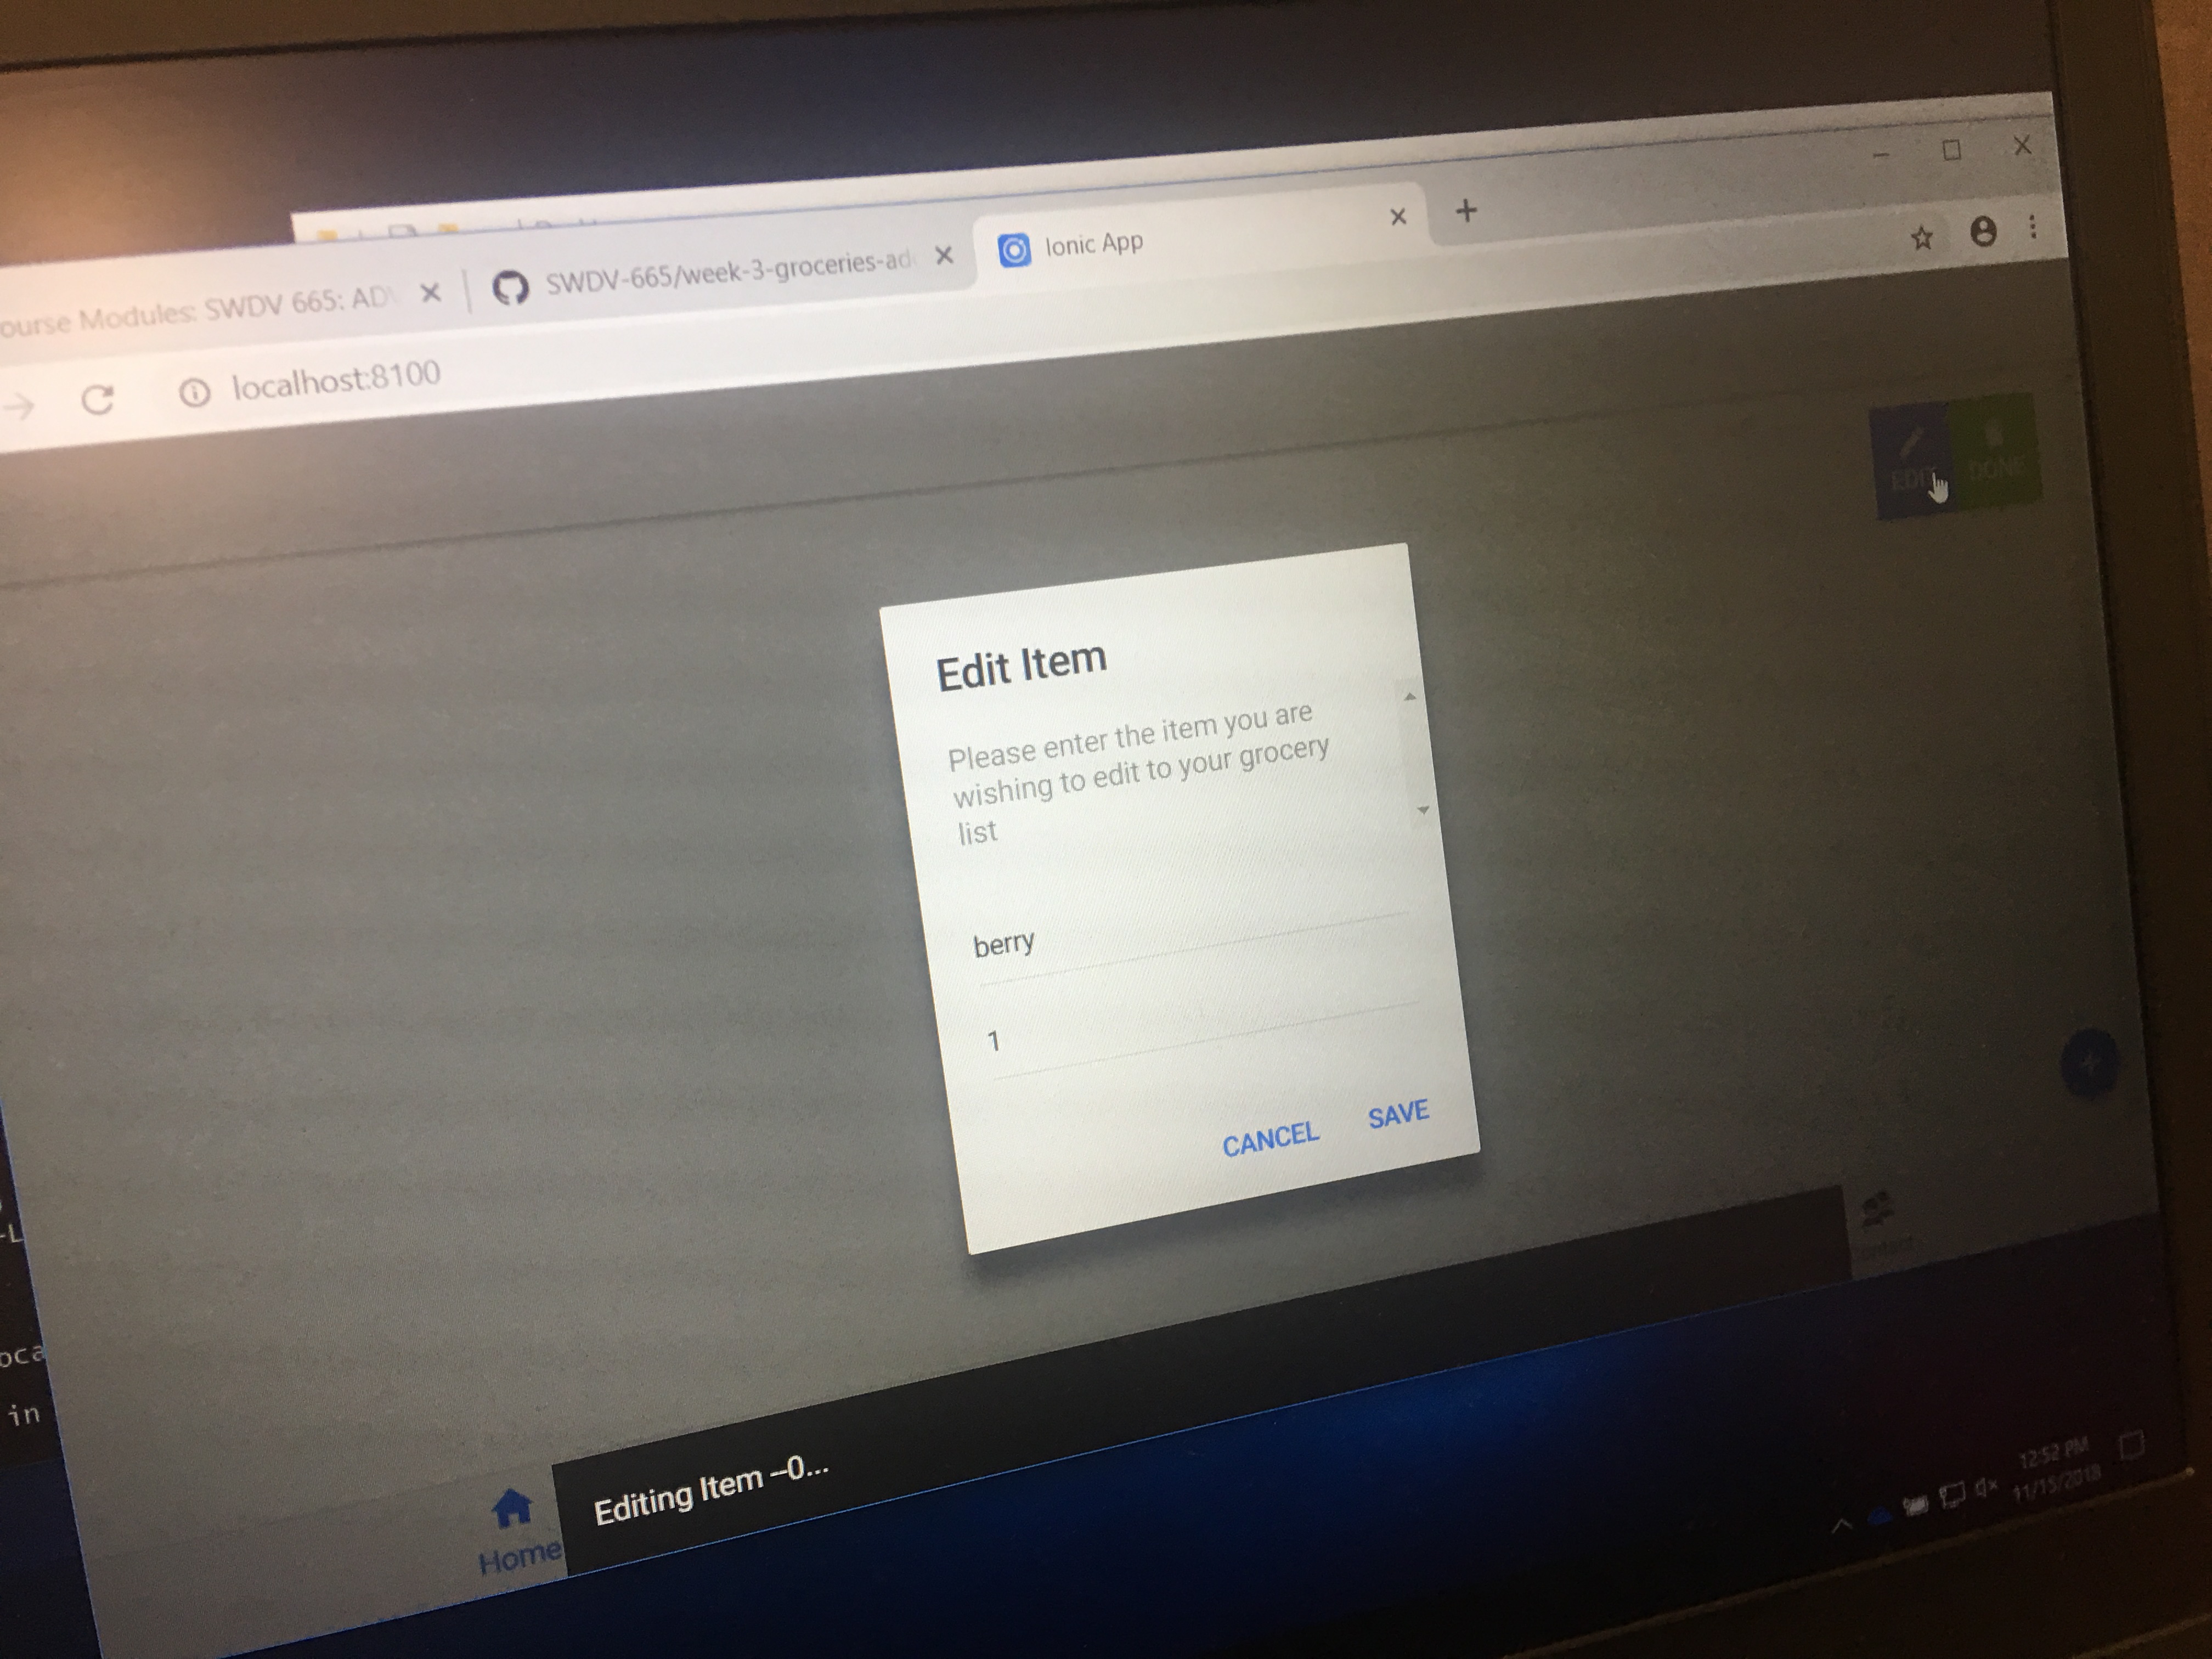 ourse Modules: SWDV 665: AD
SWDV-665/week-3-groceries-ad
Ionic App
localhost:8100
EDIT
DONE
Edit Item
Please enter the item you are
wishing to edit to your grocery
list
berry
1
CANCEL
SAVE
-L
oca
in
Home
Editing Item --0...
12:52 PM
11/15/2018